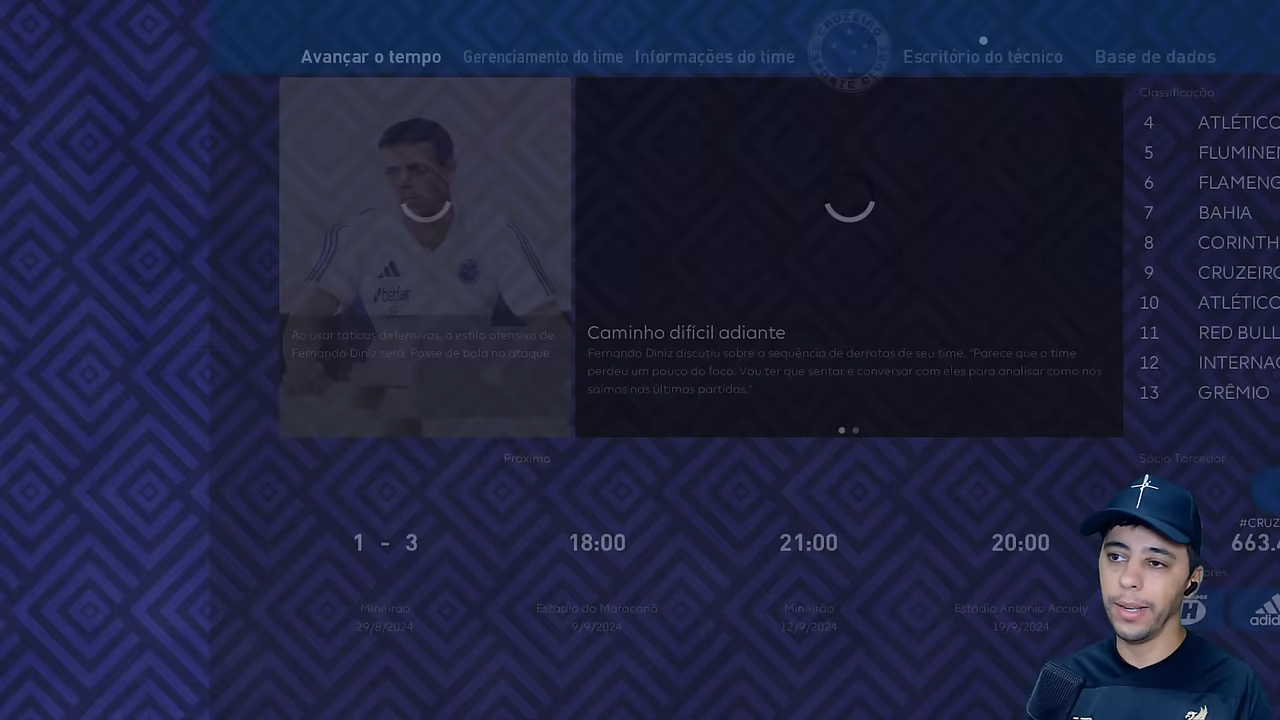 Avançar o tempo
Gerenciamento do time
Informações do time
CRUZEIRO
Escritório do técnico
Base de dados
betfair
Ao usar táticas defensivas, o estilo ofensivo de
Fernando Diniz será: Posse de bola no ataque
Caminho difícil adiante
Fernando Diniz discutiu sobre a sequência de derrotas de seu time. "Parece que o time
perdeu um pouco do foco. Vou ter que sentar e conversar com eles para analisar como nos
saímos nas últimas partidas."
Classificação
4 ATLÉTICO
5 FLUMINEN
6 FLAMENG
7 BAHIA
8 CORINTH
9 CRUZEIRO
10 ATLÉTICO
11 RED BULL
12 INTERNAC
13 GRÊMIO
Próximo
1 - 3
Mineirão
29/8/2024
18:00
Estádio do Maracanã
9/9/2024
21:00
Mineirão
12/9/2024
20:00
Estádio Antonio Accioly
19/9/2024
Sócio Torcedor
#CRUZ
663.4
ores
H
adid